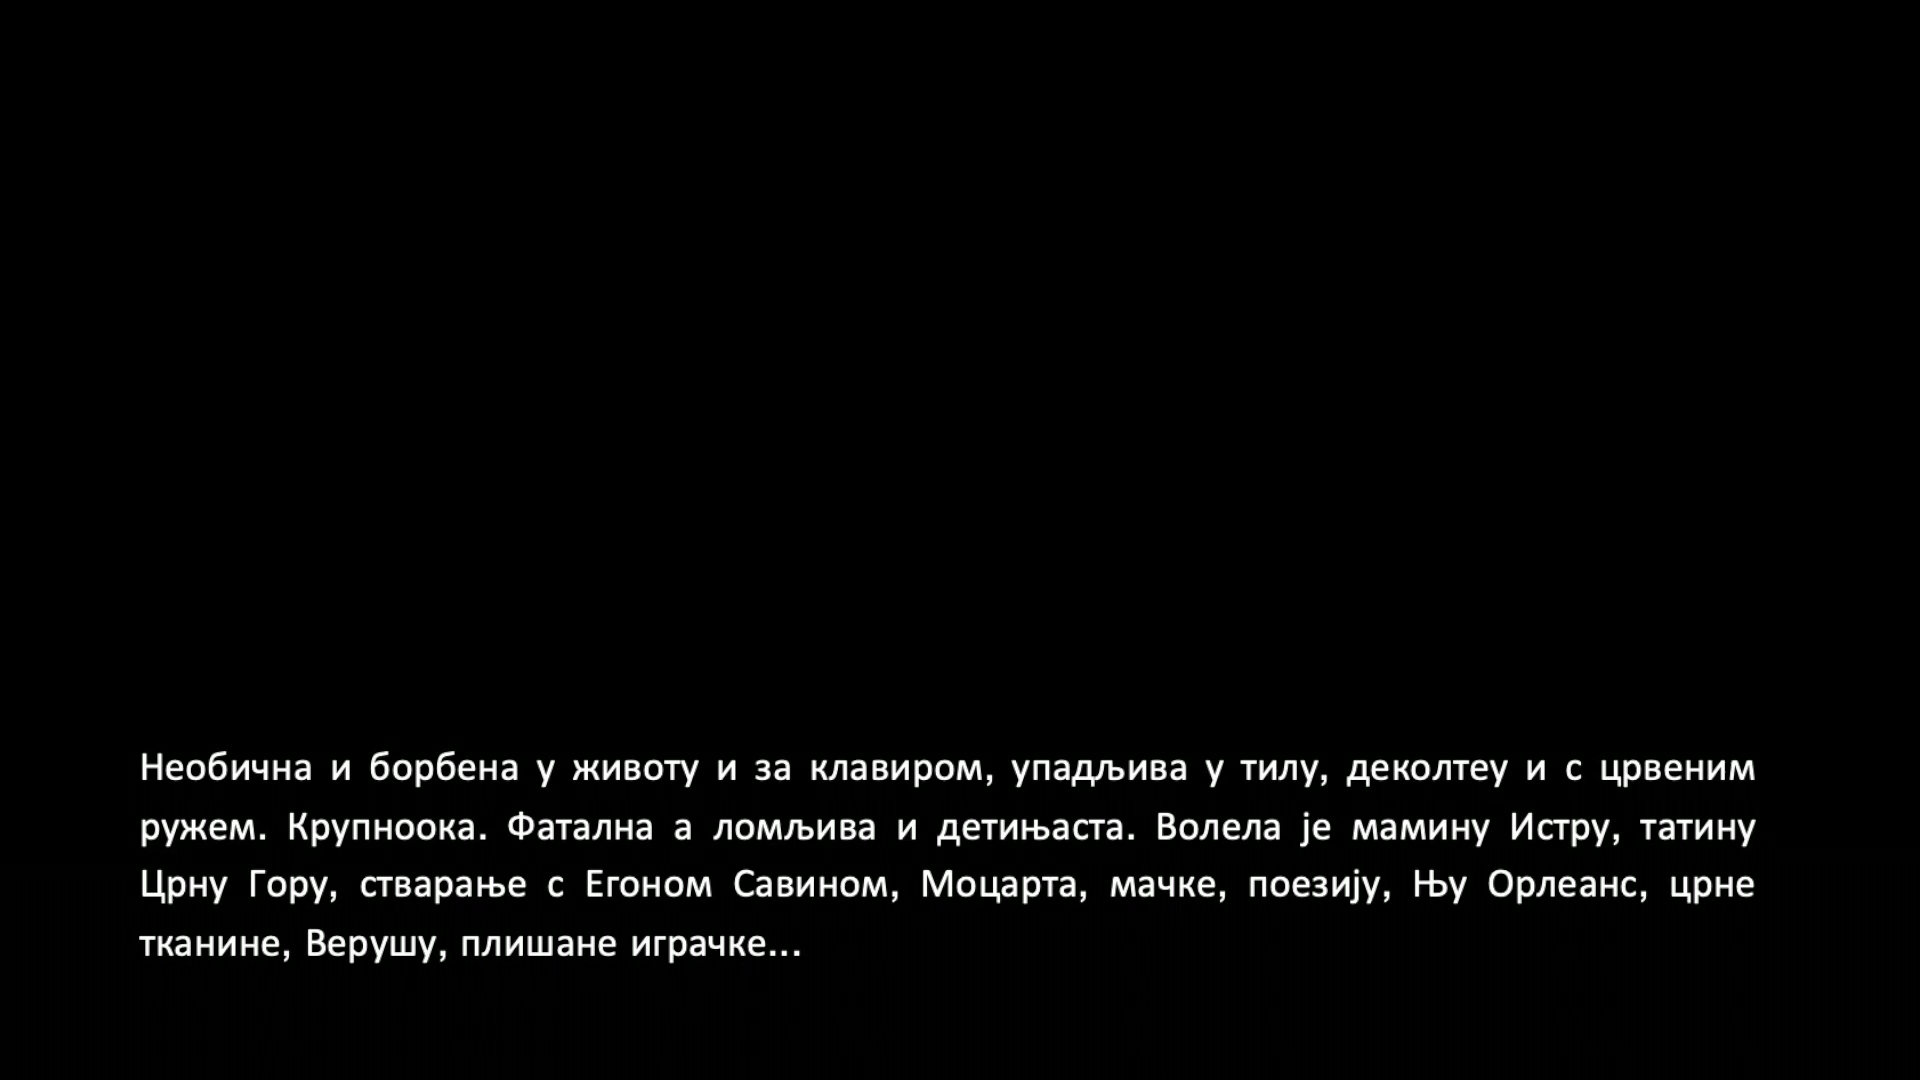 Необична и борбена у животу и за клавиром, упадљива у тилу, деколтеу и с црвеним
ружем. Крупноока. Фатална а ломљива и детињаста. Волела је мамину Истру, татину
Црну Гору, стварање с Егоном Савином, Моцарта, мачке, поезију, Њу Орлеанс, црне
тканине, Верушу, плишане играчке...